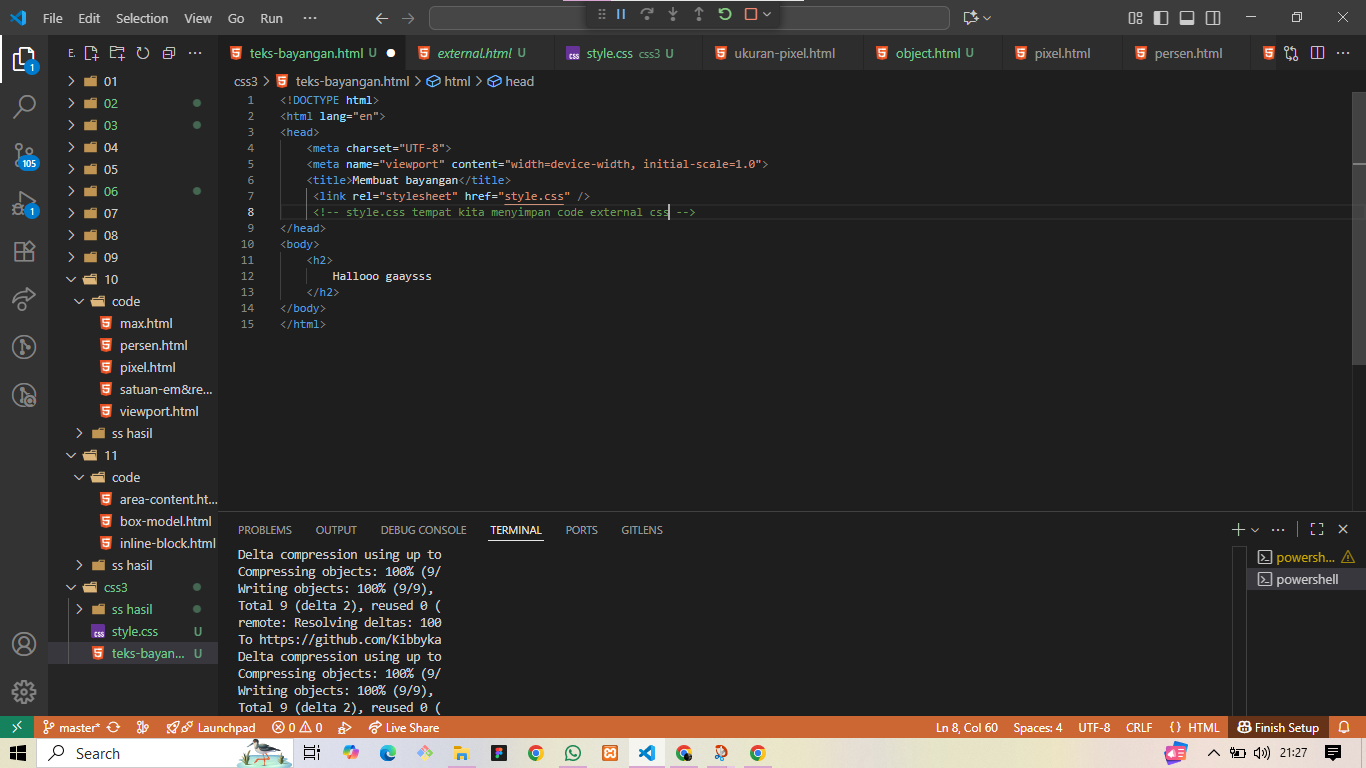 File Edit Selection View Go Run ...
E.
teks-bayangan.html U
external.html U
style.css css3 U
ukuran-pixel.html
object.html U
pixel.html
persen.html
css3 > teks-bayangan.html > html > head
1
01
02
03
04
05
105
06
1
07
08
09
10
code
max.html
persen.html
pixel.html
satuan-em&re...
viewport.html
ss hasil
11
code
area-content.ht...
box-model.html
inline-block.html
ss hasil
css3
ss hasil
style.css U
teks-bayan... U
1 <!DOCTYPE html>
2 <html lang="en">
3 <head>
4 <meta charset="UTF-8">
5 <meta name="viewport" content="width=device-width, initial-scale=1.0">
6 <title>Membuat bayangan</title>
7 <link rel="stylesheet" href="style.css" />
8 <!-- style.css tempat kita menyimpan code external css -->
9 </head>
10 <body>
11 <h2>
12 Hallooo gaaysss
13 </h2>
14 </body>
15 </html>
PROBLEMS OUTPUT DEBUG CONSOLE TERMINAL PORTS GITLENS
Delta compression using up to
Compressing objects: 100% (9/
Writing objects: 100% (9/9),
Total 9 (delta 2), reused 0 (
remote: Resolving deltas: 100
To https://github.com/Kibbyka
Delta compression using up to
Compressing objects: 100% (9/
Writing objects: 100% (9/9),
Total 9 (delta 2), reused 0 (
powersh...
powershell
master* Launchpad 0 0 Live Share Ln 8, Col 60 Spaces: 4 UTF-8 CRLF {} HTML Finish Setup
Search 21:27